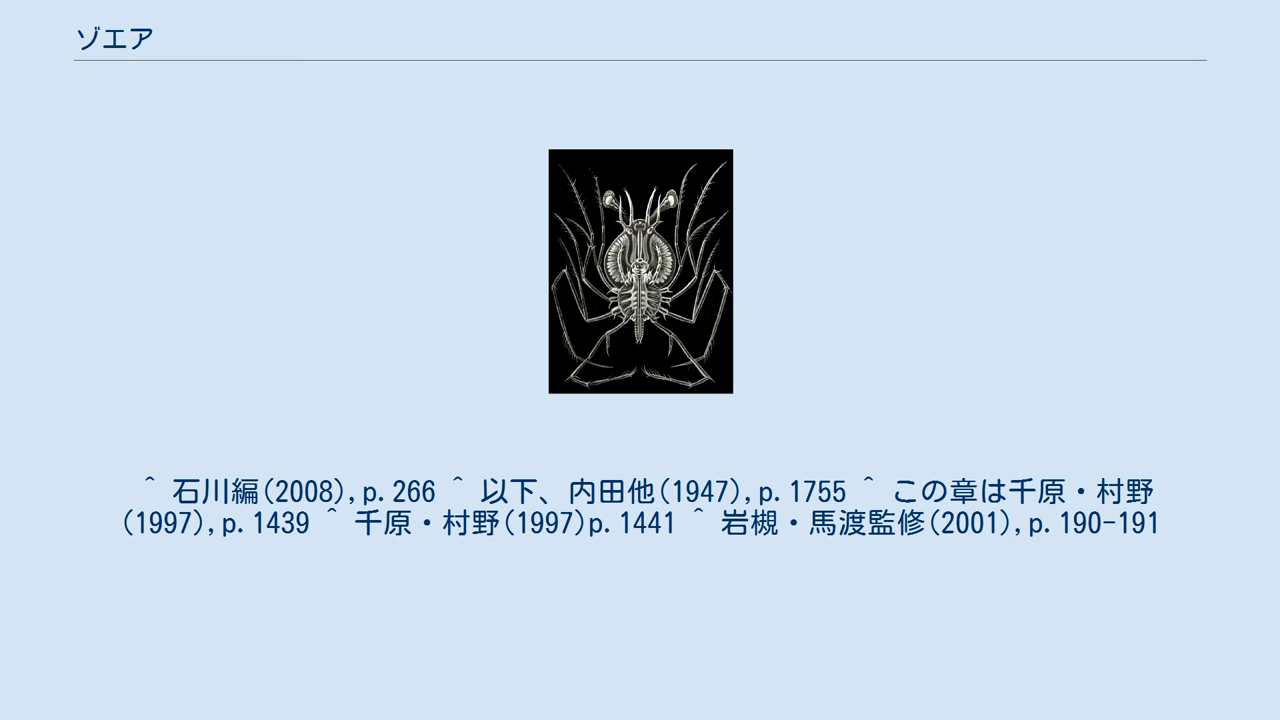 ゾエア
^ 石川編(2008),p.266 ^ 以下、内田他(1947),p.1755 ^ この章は千原・村野
(1997),p.1439 ^ 千原・村野(1997)p.1441 ^ 岩槻・馬渡監修(2001),p.190-191